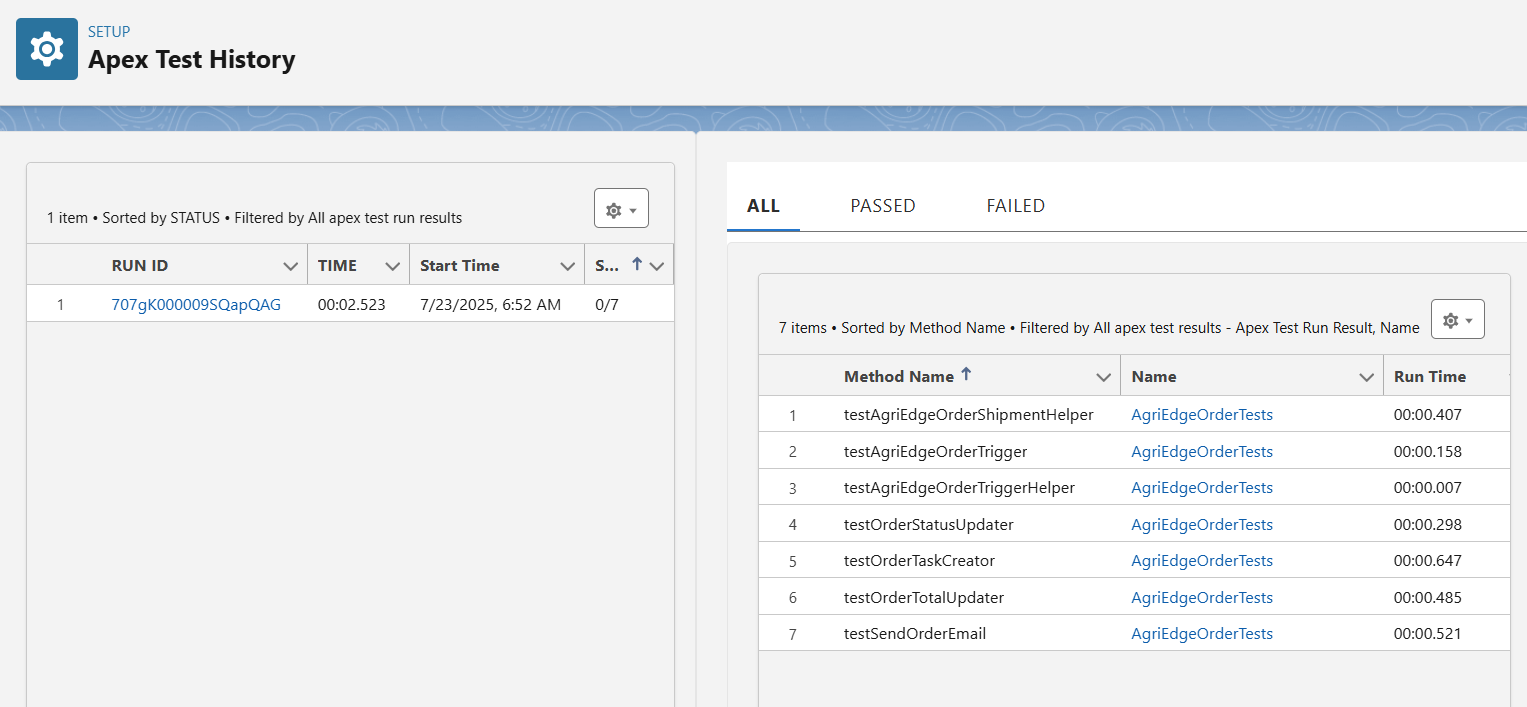 SETUP
Apex Test History
1 item • Sorted by STATUS • Filtered by All apex test run results
RUN ID TIME Start Time S...
1 707gK000009SQapQAG 00:02.523 7/23/2025, 6:52 AM 0/7
ALL PASSED FAILED
7 items • Sorted by Method Name • Filtered by All apex test results - Apex Test Run Result, Name
Method Name Name Run Time
1 testAgriEdgeOrderShipmentHelper AgriEdgeOrderTests 00:00.407
2 testAgriEdgeOrderTrigger AgriEdgeOrderTests 00:00.158
3 testAgriEdgeOrderTriggerHelper AgriEdgeOrderTests 00:00.007
4 testOrderStatusUpdater AgriEdgeOrderTests 00:00.298
5 testOrderTaskCreator AgriEdgeOrderTests 00:00.647
6 testOrderTotalUpdater AgriEdgeOrderTests 00:00.485
7 testSendOrderEmail AgriEdgeOrderTests 00:00.521